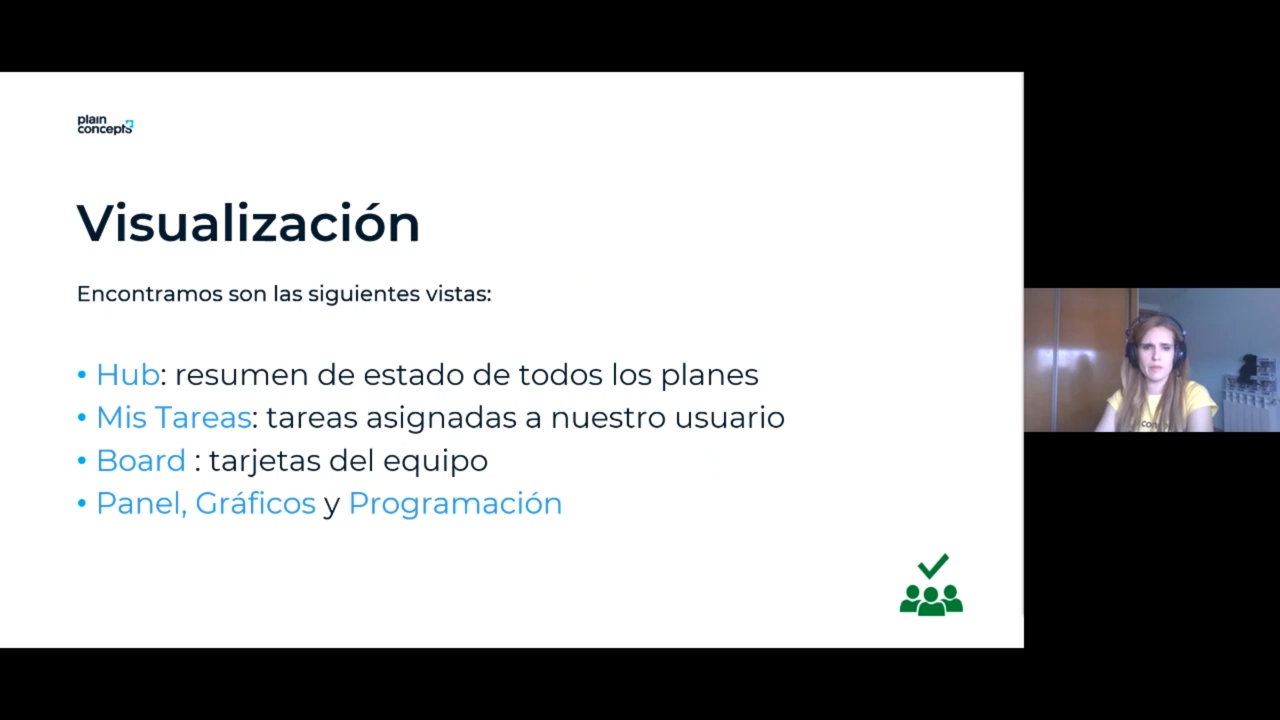 plain
concepts
Visualización
Encontramos son las siguientes vistas:
• Hub: resumen de estado de todos los planes
• Mis Tareas: tareas asignadas a nuestro usuario
• Board : tarjetas del equipo
• Panel, Gráficos y Programación